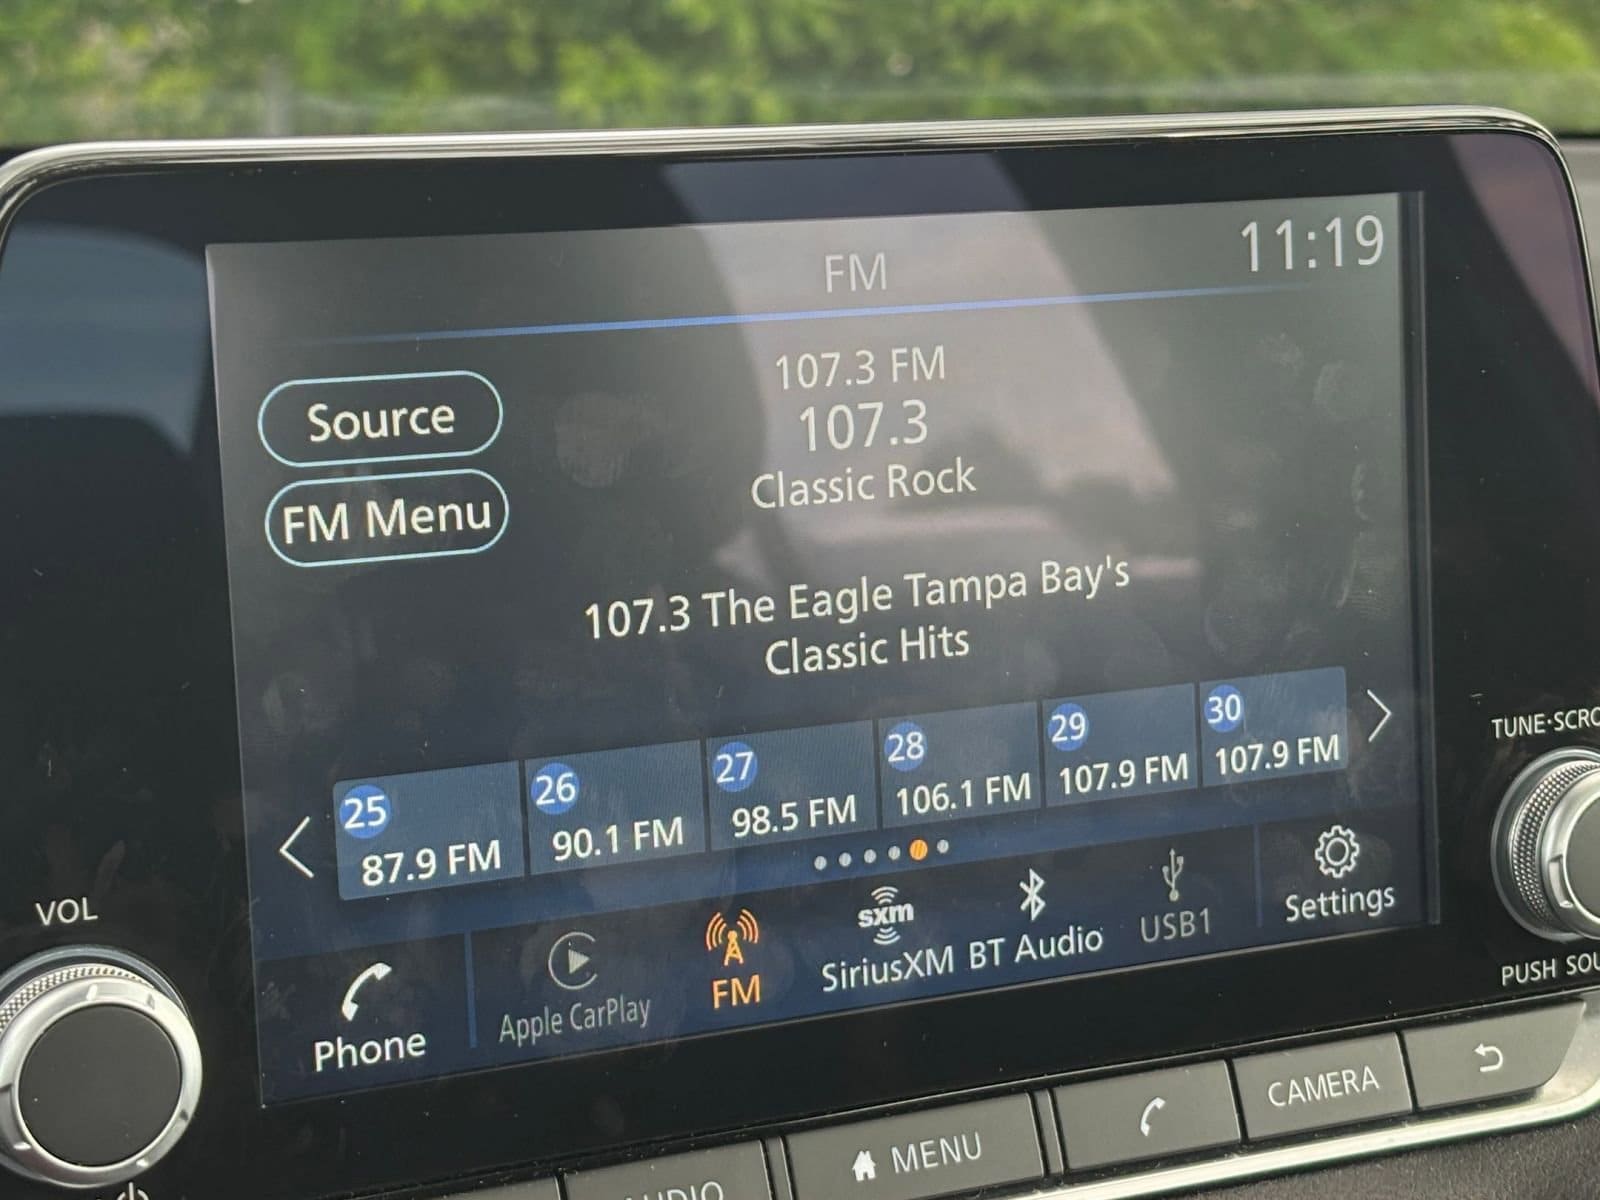 FM
11:19
107.3 FM
107.3
Classic Rock
Source
FM Menu
107.3 The Eagle Tampa Bay's
Classic Hits
25
87.9 FM
26
90.1 FM
27
98.5 FM
28
106.1 FM
29
107.9 FM
30
107.9 FM
Phone
Apple CarPlay
FM
sxm
SiriusXM
BT Audio
USB1
Settings
VOL
TUNE·SCRO
PUSH SOU
MENU
CAMERA